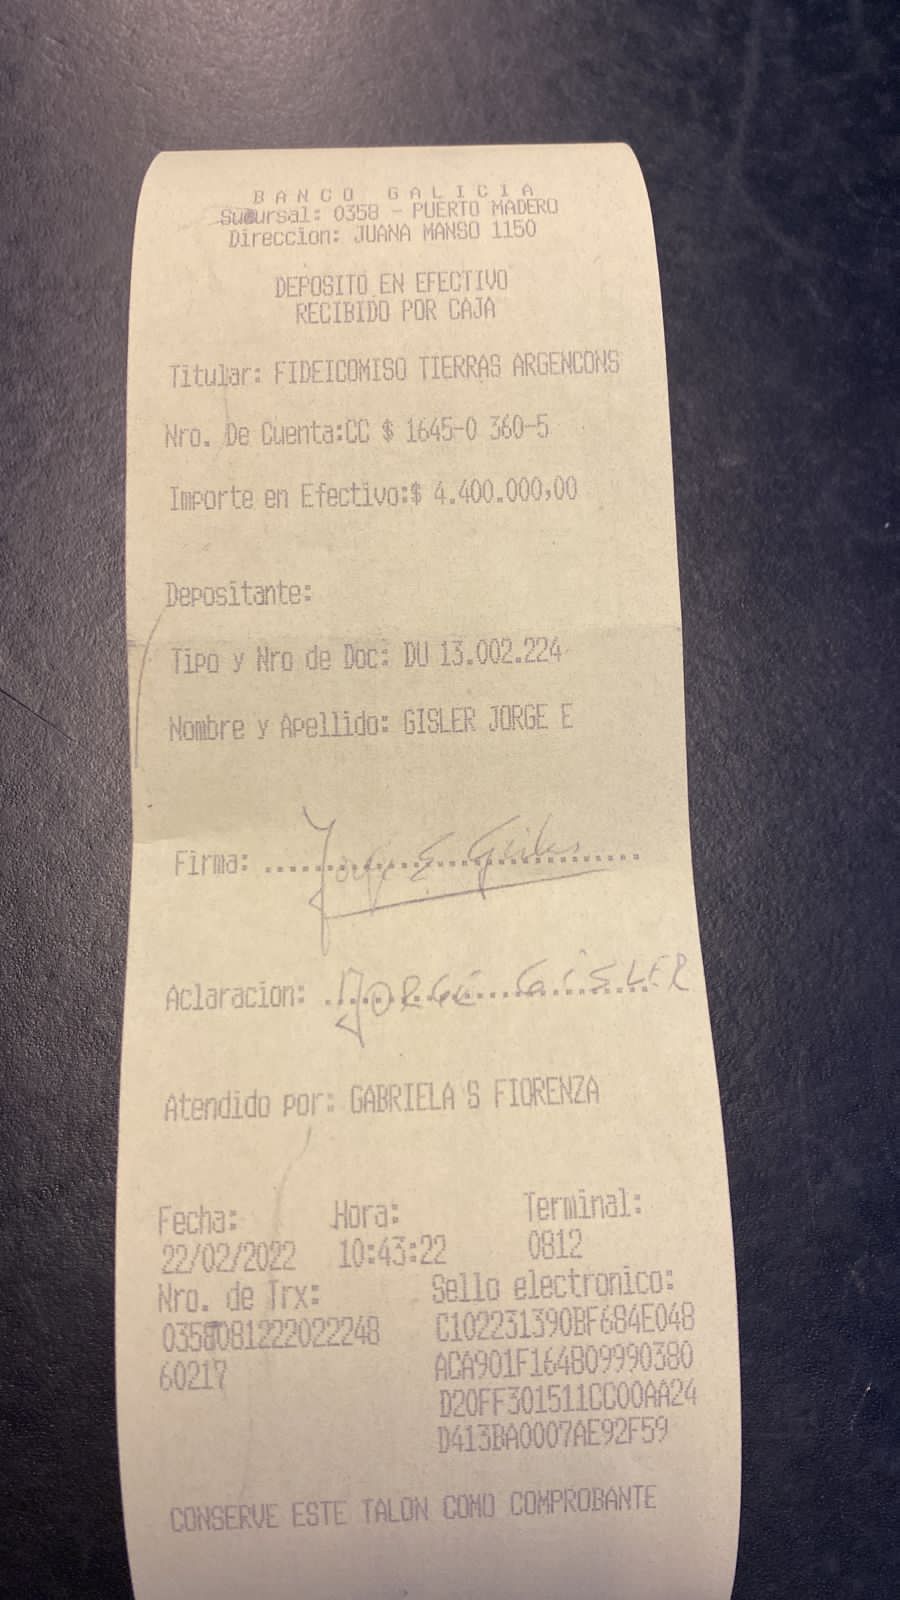 BANCO GALICIA
Sucursal: 0358 - PUERTO MADERO
Direccion: JUANA MANSO 1150
DEPOSITO EN EFECTIVO
RECIBIDO POR CAJA
Titular: FIDEICOMISO TIERRAS ARGENCONS
Nro. De Cuenta:CC $ 1645-0 360-5
Importe en Efectivo:$ 4.400.000,00
Depositante:
Tipo y Nro de Doc: DU 13.002.224
Nombre y Apellido: GISLER JORGE E
Firma: Jorge E Gisler
Aclaracion: JORGE GISLER
Atendido por: GABRIELA S FIORENZA
Fecha: Hora: Terminal:
22/02/2022 10:43:22 0812
Nro. de Trx: Sello electronico:
0358081222022248 C102231390BF684E048
60217 ACA901F164809990380
D20FF301511CC00AA24
D413BA0007AE92F59
CONSERVE ESTE TALON COMO COMPROBANTE